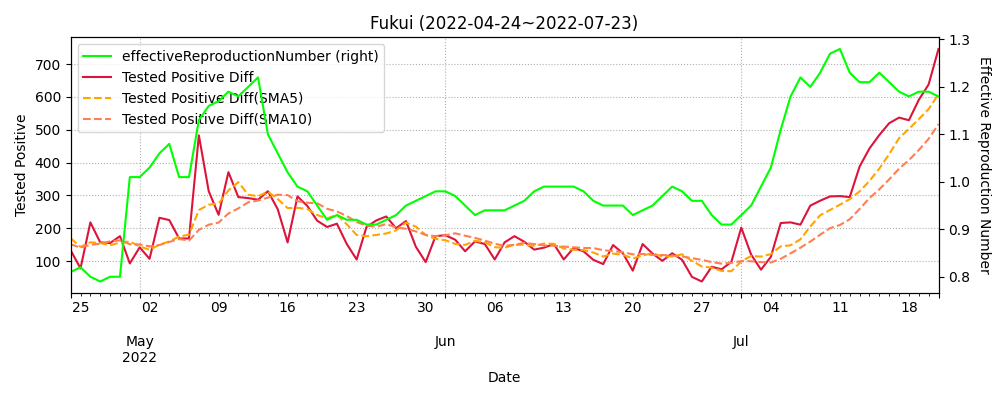 Fukui (2022-04-24~2022-07-23)
effectiveReproductionNumber (right)
Tested Positive Diff
Tested Positive Diff(SMA5)
Tested Positive Diff(SMA10)
Tested Positive
700
600
500
400
300
200
100
1.3
1.2
1.1
1.0
0.9
0.8
Effective Reproduction Number
25 02 09 16 23 30 06 13 20 27 04 11 18
May Jun Jul
2022
Date